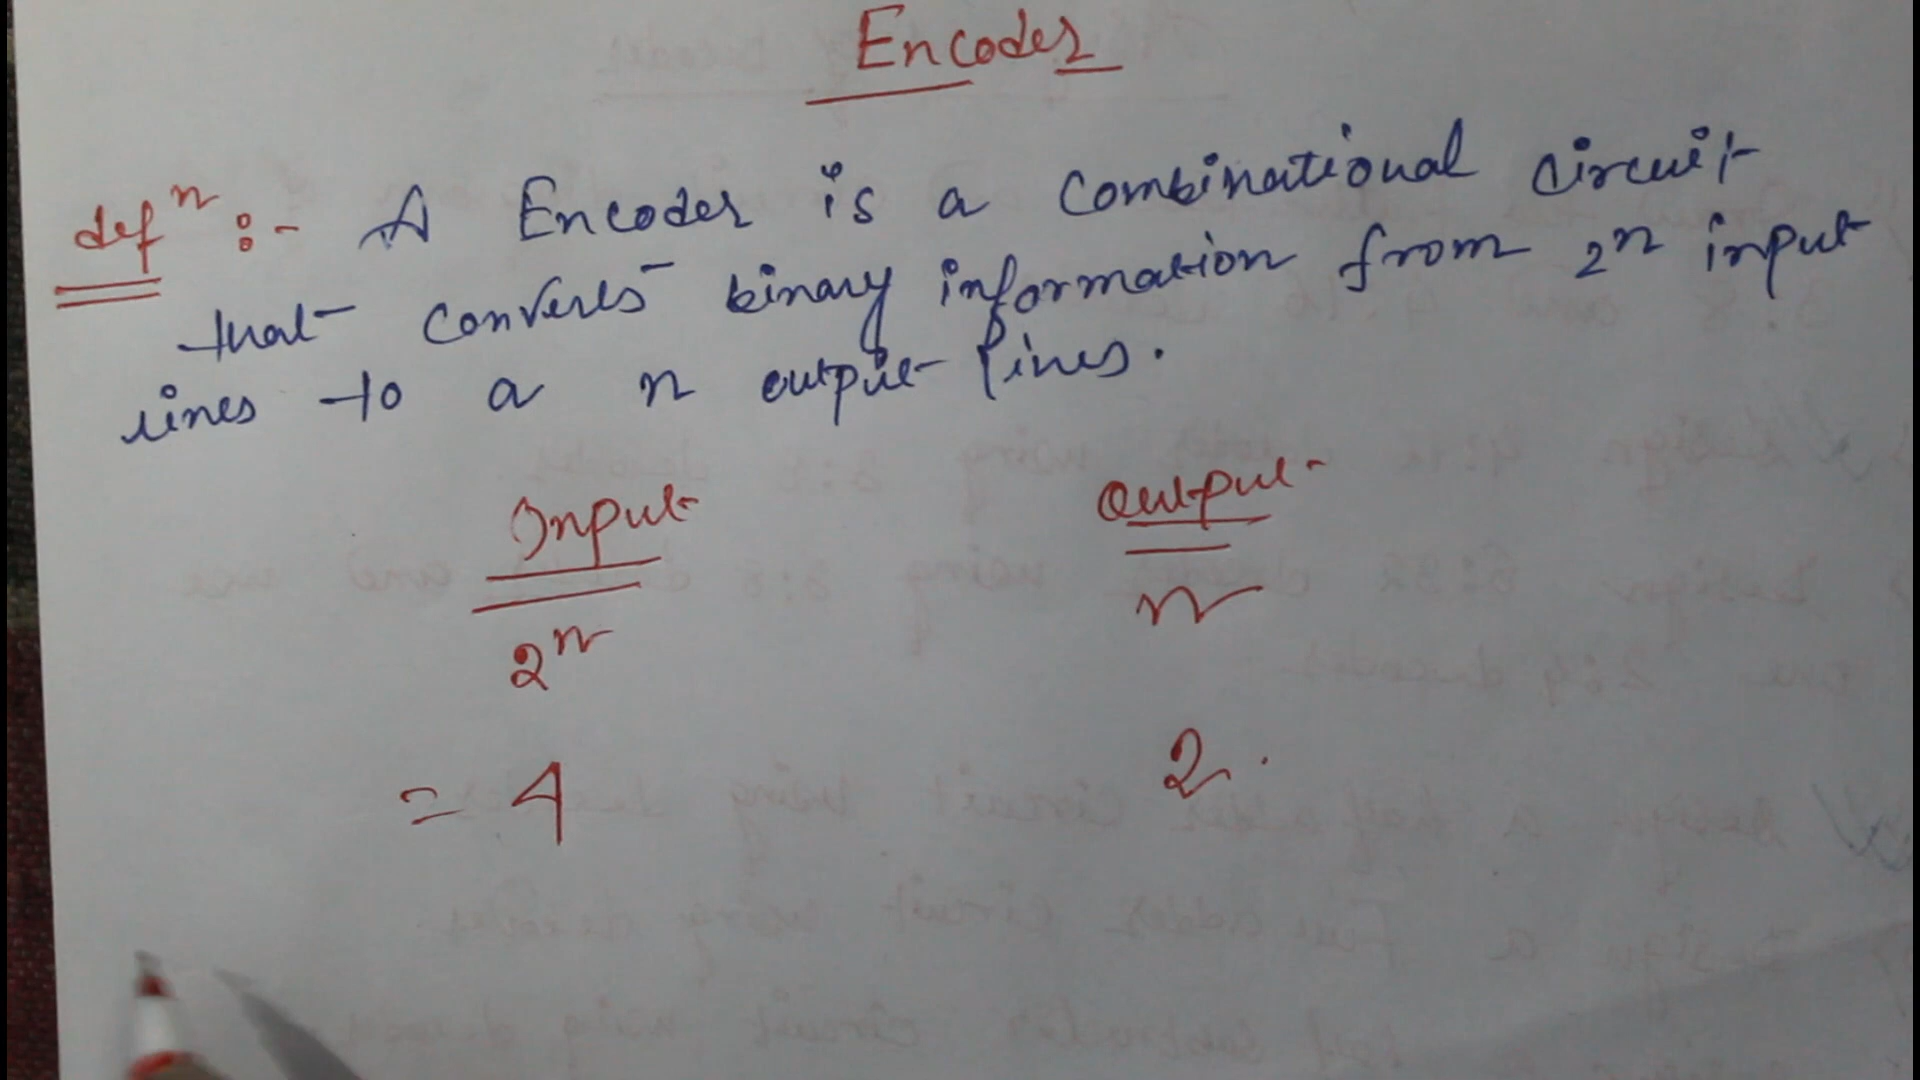 Encoder
defⁿ :- A Encoder is a Combinational circuit
that converts binary information from 2ⁿ input
lines to a n output lines.
Input Output
2ⁿ n
= 4 2.